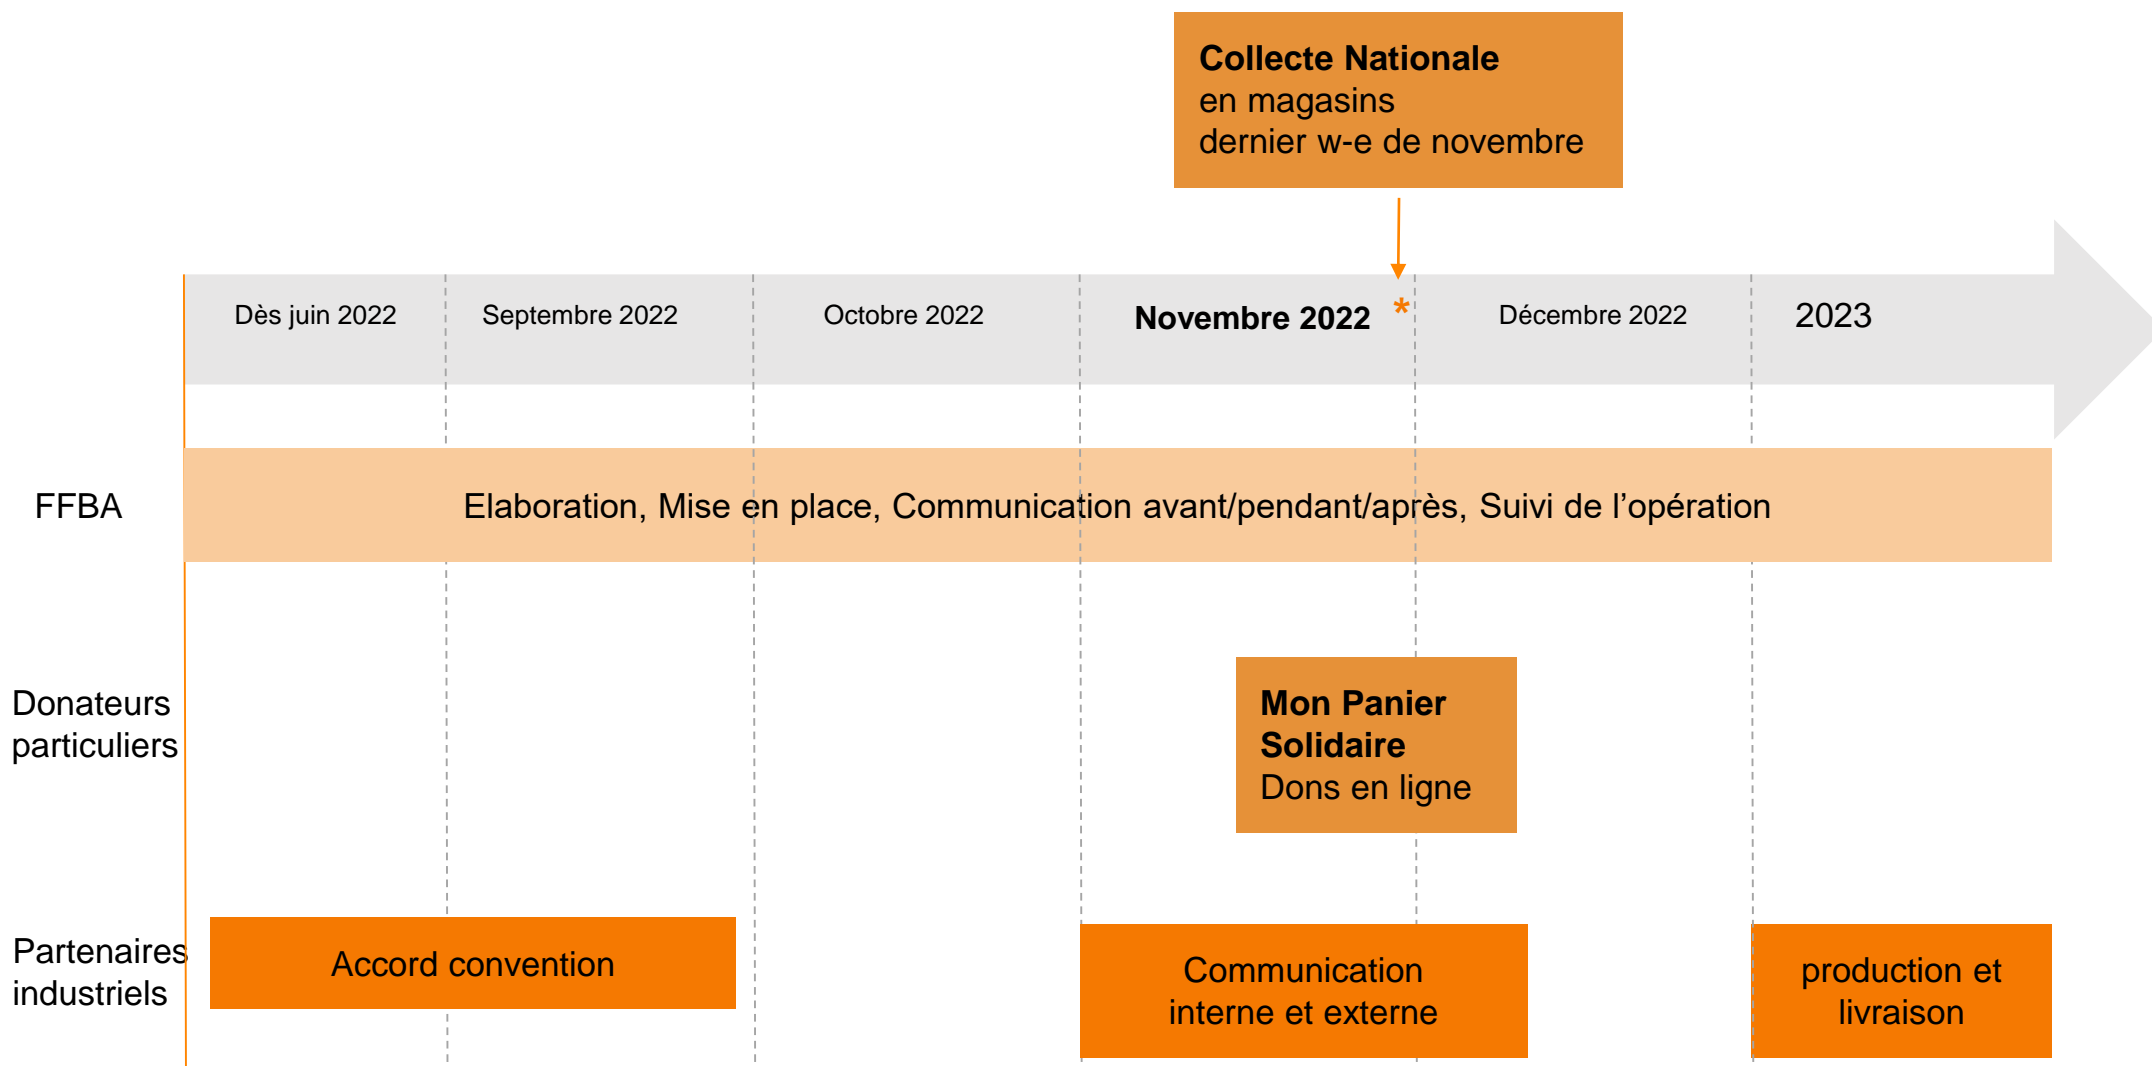 Collecte Nationale
en magasins
dernier w-e de novembre
Dès juin 2022
Septembre 2022
Octobre 2022
Novembre 2022 *
Décembre 2022
2023
FFBA
Elaboration, Mise en place, Communication avant/pendant/après, Suivi de l’opération
Donateurs
particuliers
Mon Panier
Solidaire
Dons en ligne
Partenaires
industriels
Accord convention
Communication
interne et externe
production et
livraison